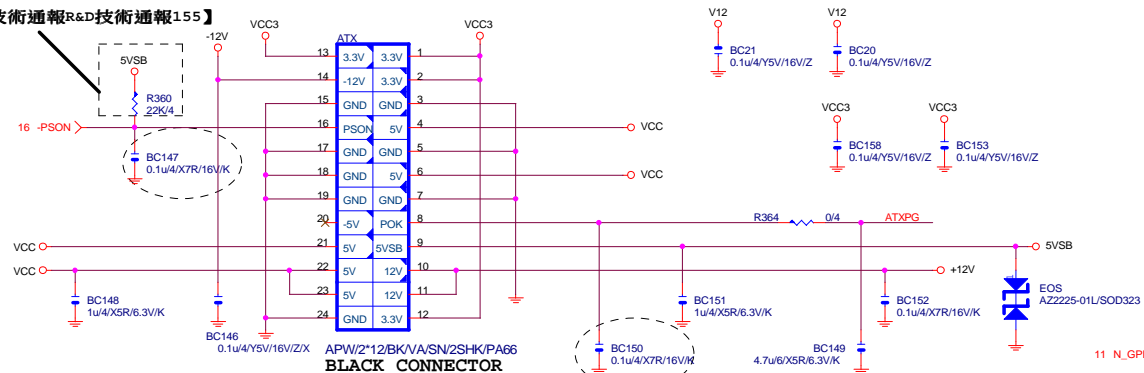 技術通報R&D技術通報155】
-12V
VCC3
VCC3
V12
V12
ATX
5VSB
R360
22K/4
16 -PSON
BC147
0.1u/4/X7R/16V/K
13 3.3V 3.3V 1
14 -12V 3.3V 2
15 GND GND 3
16 PSON 5V 4
17 GND GND 5
18 GND 5V 6
19 GND GND 7
20 -5V POK 8
21 5V 5VSB 9
22 5V 12V 10
23 5V 12V 11
24 GND 3.3V 12
VCC
VCC
BC21
0.1u/4/Y5V/16V/Z
BC20
0.1u/4/Y5V/16V/Z
VCC3
VCC3
BC158
0.1u/4/Y5V/16V/Z
BC153
0.1u/4/Y5V/16V/Z
R364 0/4 ATXPG
VCC
VCC
5VSB
+12V
BC148
1u/4/X5R/6.3V/K
BC146
0.1u/4/Y5V/16V/Z/X
BC151
1u/4/X5R/6.3V/K
BC152
0.1u/4/X7R/16V/K
EOS
AZ2225-01L/SOD323
APW/2*12/BK/VA/SN/2SHK/PA66
BLACK CONNECTOR
BC150
0.1u/4/X7R/16V/K
BC149
4.7u/6/X5R/6.3V/K
11 N_GP